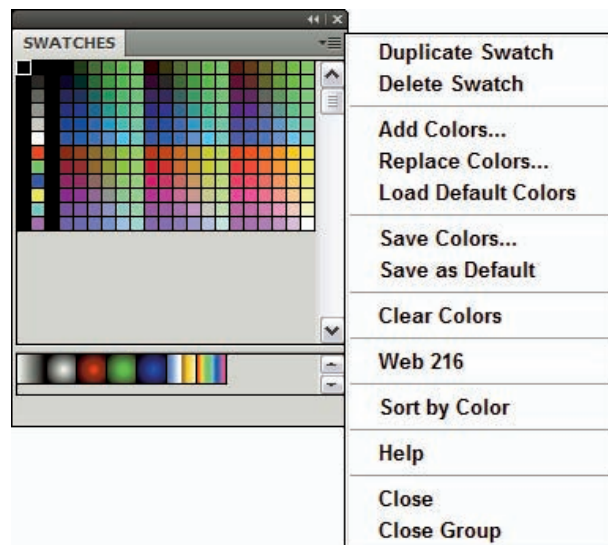 SWATCHES
Duplicate Swatch
Delete Swatch
Add Colors...
Replace Colors...
Load Default Colors
Save Colors...
Save as Default
Clear Colors
Web 216
Sort by Color
Help
Close
Close Group